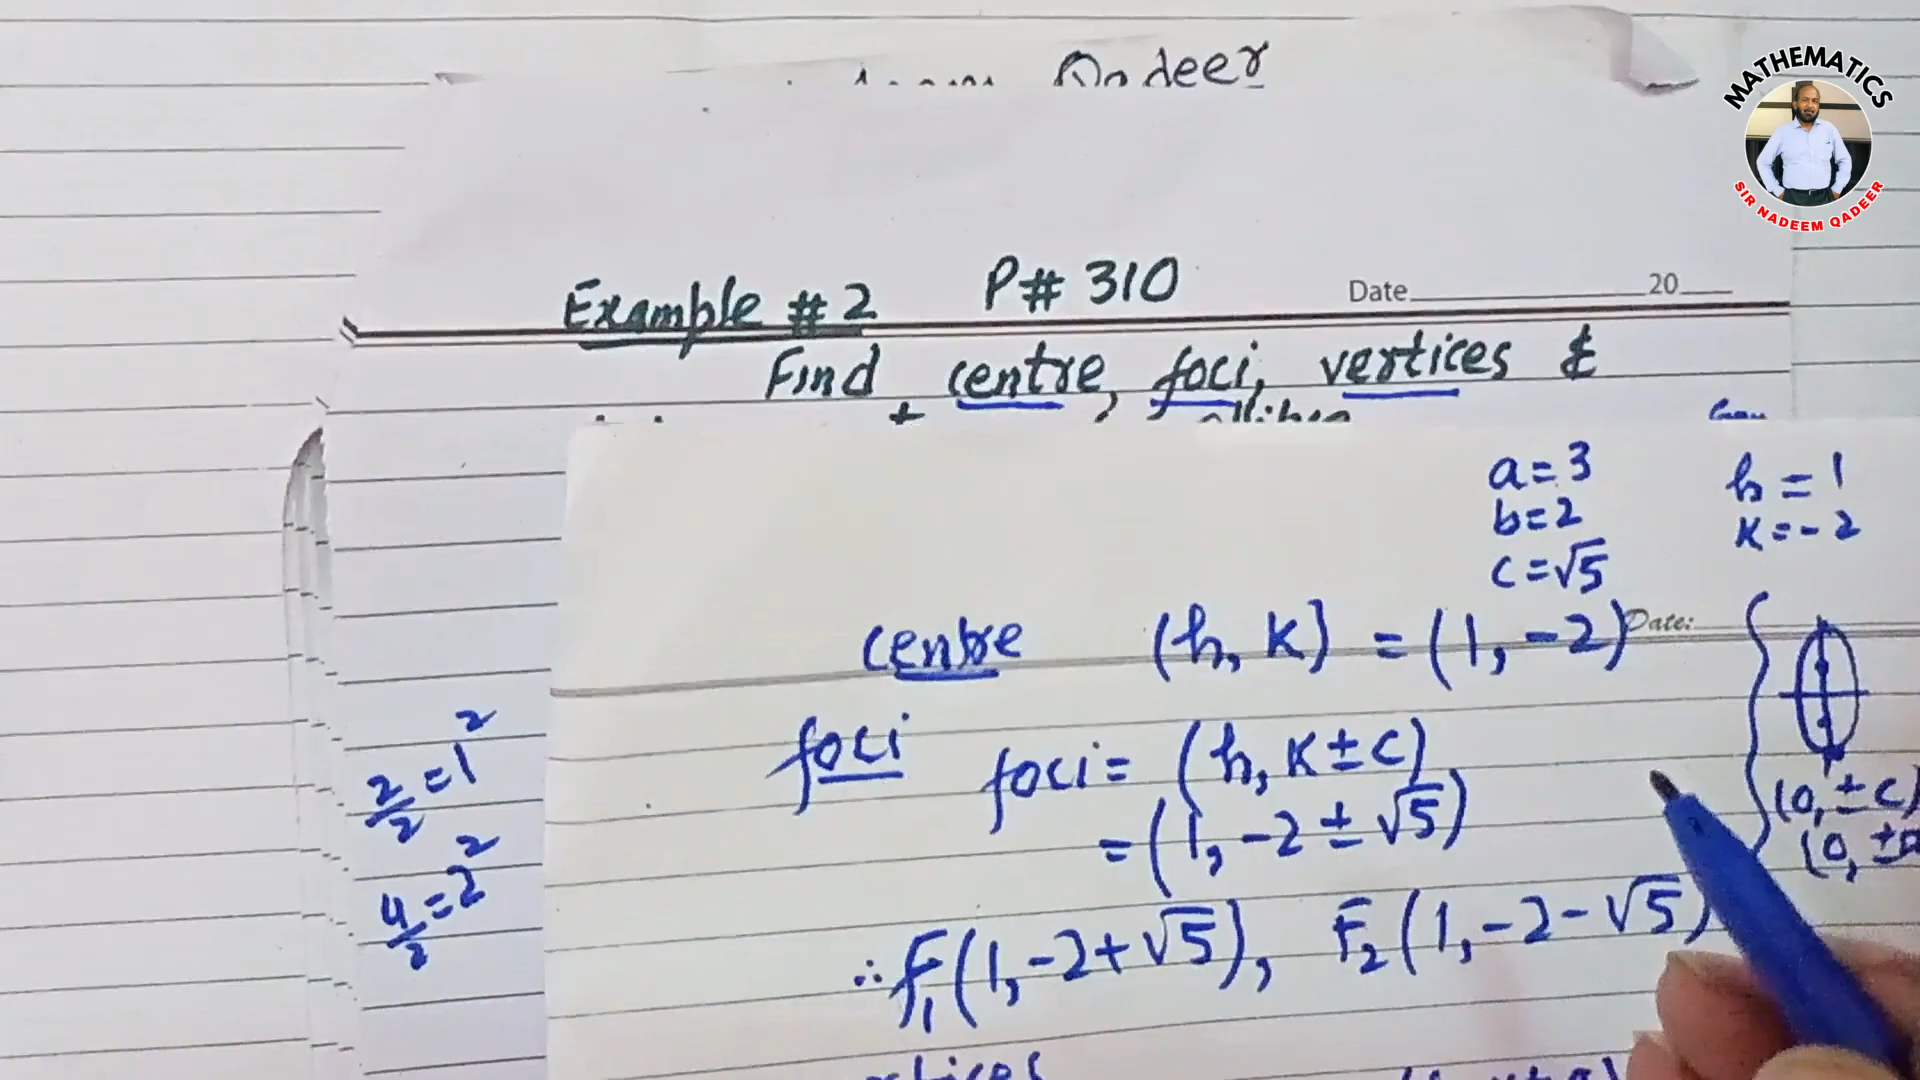 Qadeer
MATHEMATICS
SIR NADEEM QADEER
Example # 2 P# 310
Date 20
Find centre, foci, vertices &
a = 3
b = 2
c = √5
h = 1
k = - 2
Date:
centre (h, k) = (1, -2)
foci foci = (h, k ± c)
= (1, -2 ± √5)
∴ F₁(1, -2+√5), F₂(1, -2-√5)
(0, ±c)
(0, ±
2/2 = 1²
4/2 = 2²